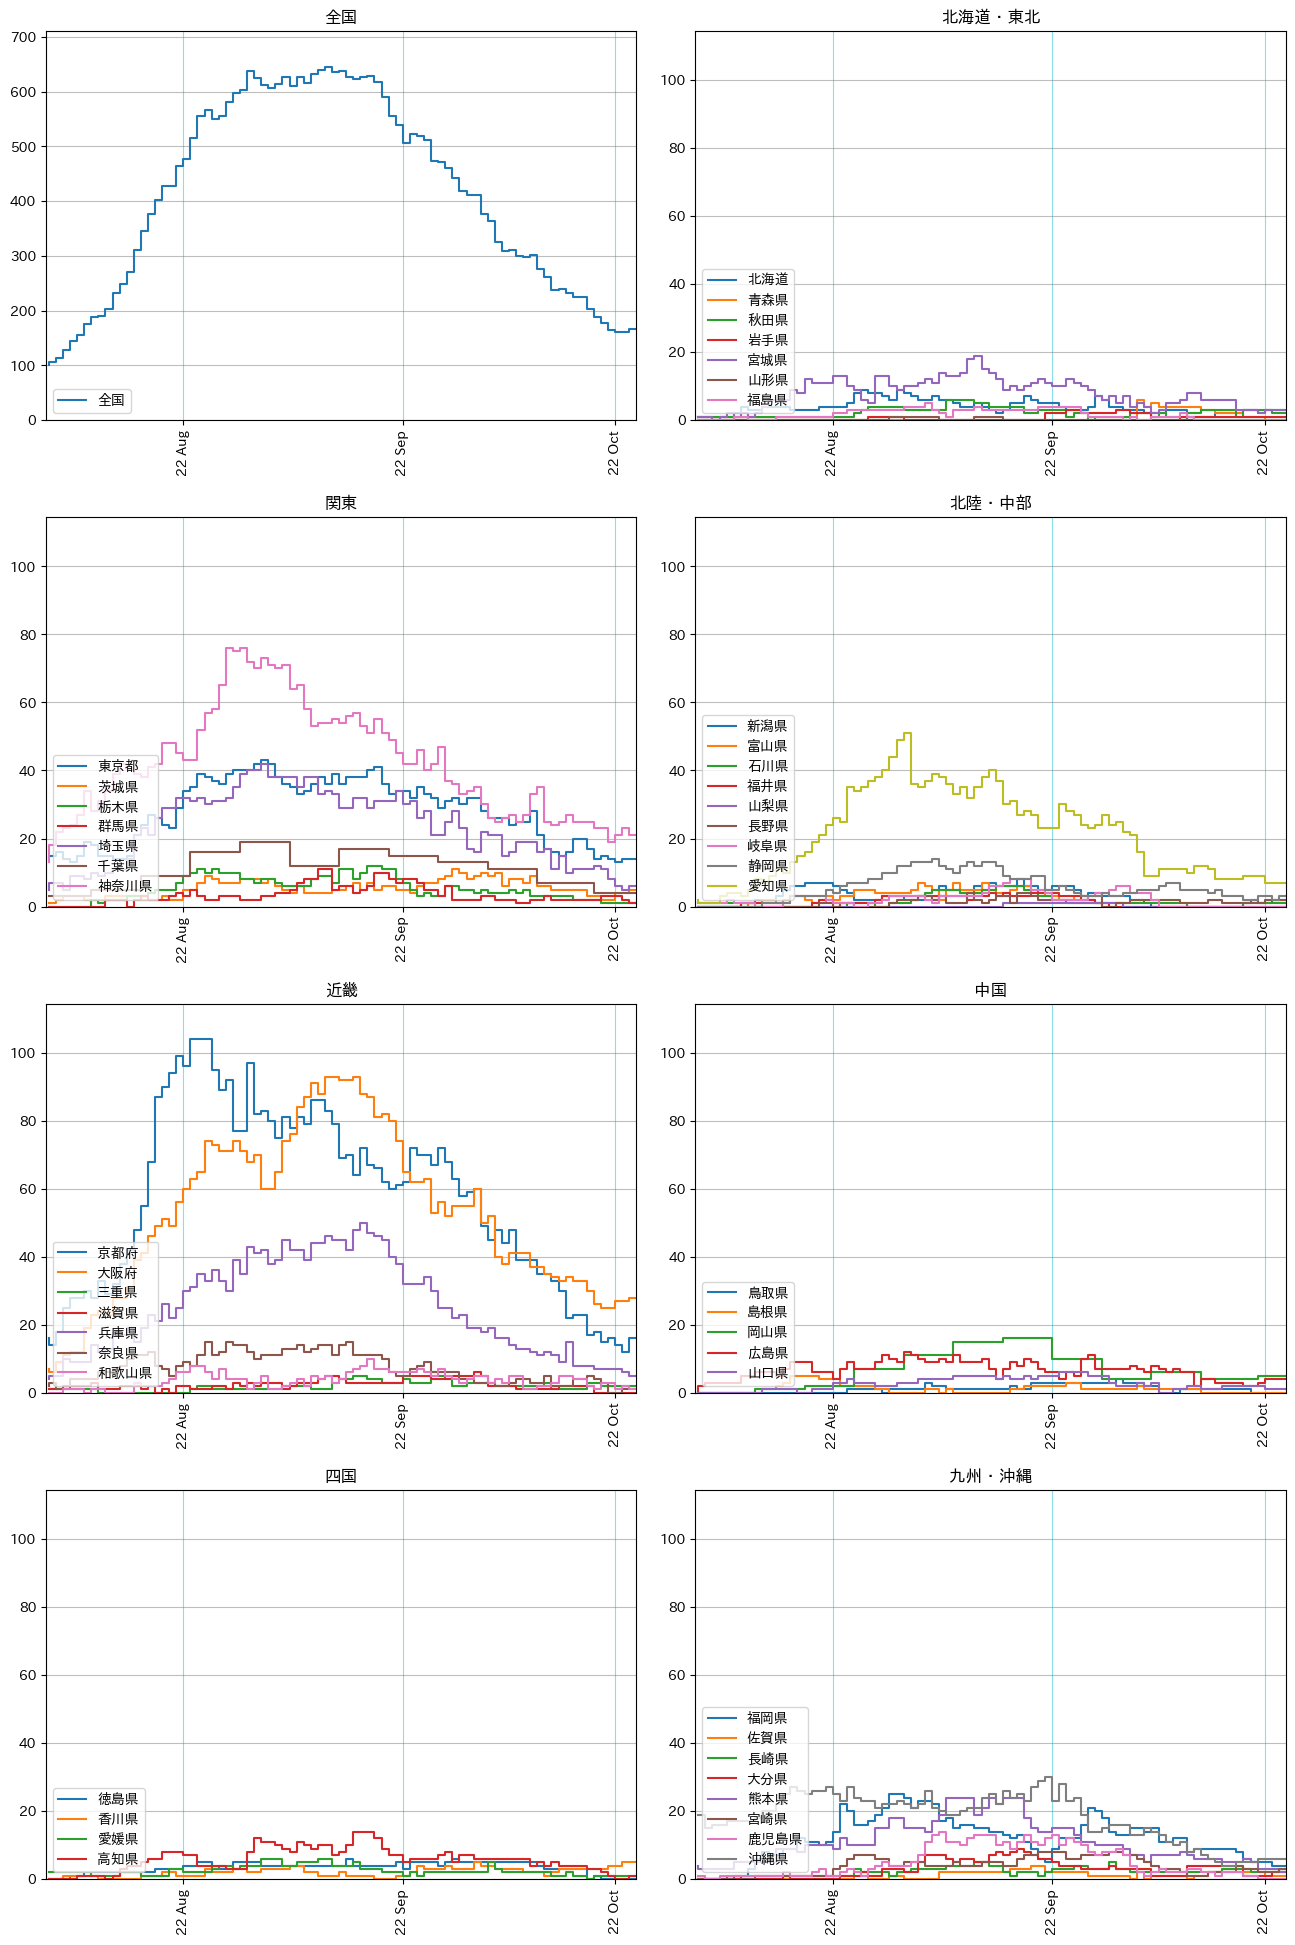 全国
700
600
500
400
300
200
100
0
全国
22 Aug
22 Sep
22 Oct
北海道・東北
100
80
60
40
20
0
北海道
青森県
秋田県
岩手県
宮城県
山形県
福島県
22 Aug
22 Sep
22 Oct
関東
100
80
60
40
20
0
東京都
茨城県
栃木県
群馬県
埼玉県
千葉県
神奈川県
22 Aug
22 Sep
22 Oct
北陸・中部
100
80
60
40
20
0
新潟県
富山県
石川県
福井県
山梨県
長野県
岐阜県
静岡県
愛知県
22 Aug
22 Sep
22 Oct
近畿
100
80
60
40
20
0
京都府
大阪府
三重県
滋賀県
兵庫県
奈良県
和歌山県
22 Aug
22 Sep
22 Oct
中国
100
80
60
40
20
0
鳥取県
島根県
岡山県
広島県
山口県
22 Aug
22 Sep
22 Oct
四国
100
80
60
40
20
0
徳島県
香川県
愛媛県
高知県
22 Aug
22 Sep
22 Oct
九州・沖縄
100
80
60
40
20
0
福岡県
佐賀県
長崎県
大分県
熊本県
宮崎県
鹿児島県
沖縄県
22 Aug
22 Sep
22 Oct